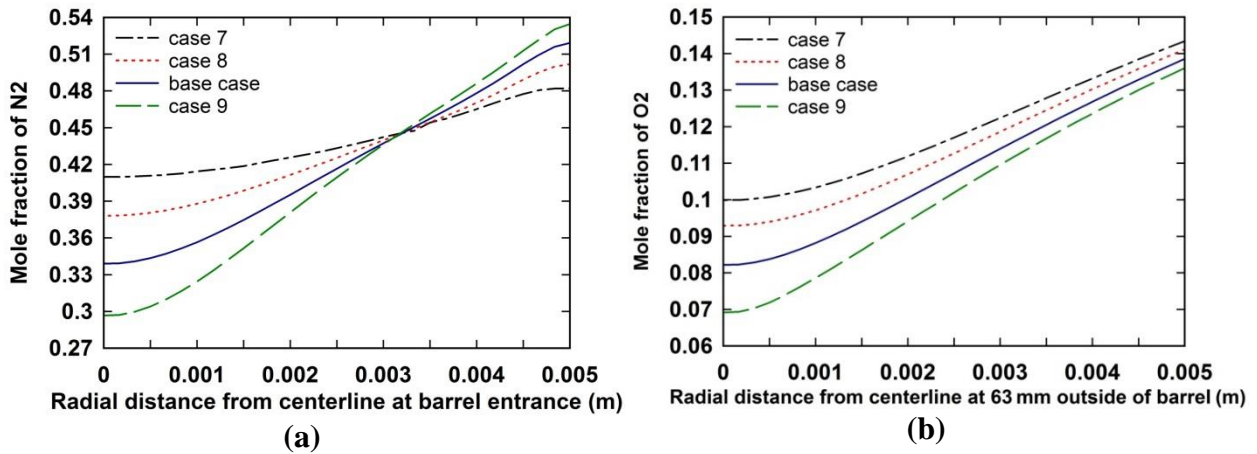 0.54
0.51
0.48
0.45
0.42
0.39
0.36
0.33
0.3
0.27
Mole fraction of N2
case 7
case 8
base case
case 9
0 0.001 0.002 0.003 0.004 0.005
Radial distance from centerline at barrel entrance (m)
(a)
0.15
0.14
0.13
0.12
0.11
0.1
0.09
0.08
0.07
0.06
Mole fraction of O2
case 7
case 8
base case
case 9
0 0.001 0.002 0.003 0.004 0.005
Radial distance from centerline at 63 mm outside of barrel (m)
(b)